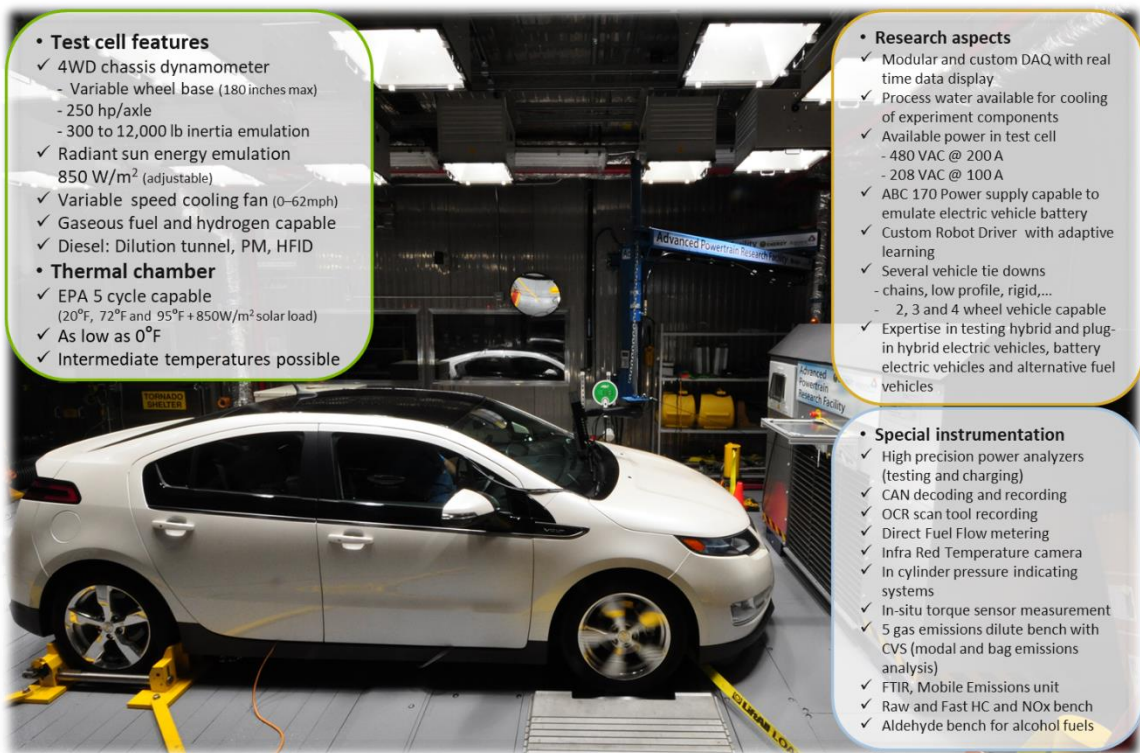 • Test cell features
✓ 4WD chassis dynamometer
- Variable wheel base (180 inches max)
- 250 hp/axle
- 300 to 12,000 lb inertia emulation
✓ Radiant sun energy emulation
850 W/m² (adjustable)
✓ Variable speed cooling fan (0–62mph)
✓ Gaseous fuel and hydrogen capable
✓ Diesel: Dilution tunnel, PM, HFID
• Thermal chamber
✓ EPA 5 cycle capable
(20°F, 72°F and 95°F + 850W/m² solar load)
✓ As low as 0°F
✓ Intermediate temperatures possible
• Research aspects
✓ Modular and custom DAQ with real
time data display
✓ Process water available for cooling
of experiment components
✓ Available power in test cell
- 480 VAC @ 200 A
- 208 VAC @ 100 A
✓ ABC 170 Power supply capable to
emulate electric vehicle battery
✓ Custom Robot Driver with adaptive
learning
✓ Several vehicle tie downs
- chains, low profile, rigid,...
- 2, 3 and 4 wheel vehicle capable
✓ Expertise in testing hybrid and plug-
in hybrid electric vehicles, battery
electric vehicles and alternative fuel
vehicles
• Special instrumentation
✓ High precision power analyzers
(testing and charging)
✓ CAN decoding and recording
✓ OCR scan tool recording
✓ Direct Fuel Flow metering
✓ Infra Red Temperature camera
✓ In cylinder pressure indicating
systems
✓ In-situ torque sensor measurement
✓ 5 gas emissions dilute bench with
CVS (modal and bag emissions
analysis)
✓ FTIR, Mobile Emissions unit
✓ Raw and Fast HC and NOx bench
✓ Aldehyde bench for alcohol fuels
Advanced Powertrain Research Facility
Advanced
Powertrain
Research Facility
TORNADO
SHELTER